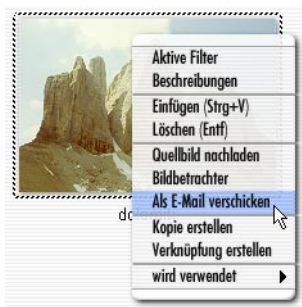 Aktive Filter
Beschreibungen
Einfügen (Strg+V)
Löschen (Entf)
Quellbild nachladen
Bildbetrachter
Als E-Mail verschicken
Kopie erstellen
Verknüpfung erstellen
wird verwendet